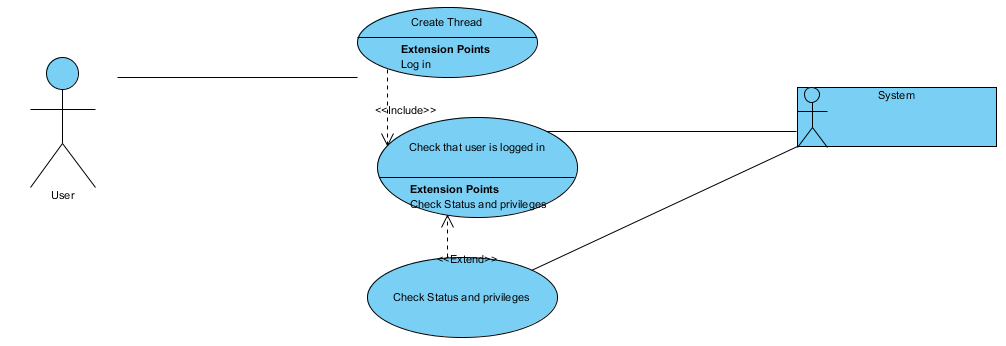 Create Thread
Extension Points
Log in
User
<<Include>>
System
Check that user is logged in
Extension Points
Check Status and privileges
<<Extend>>
Check Status and privileges